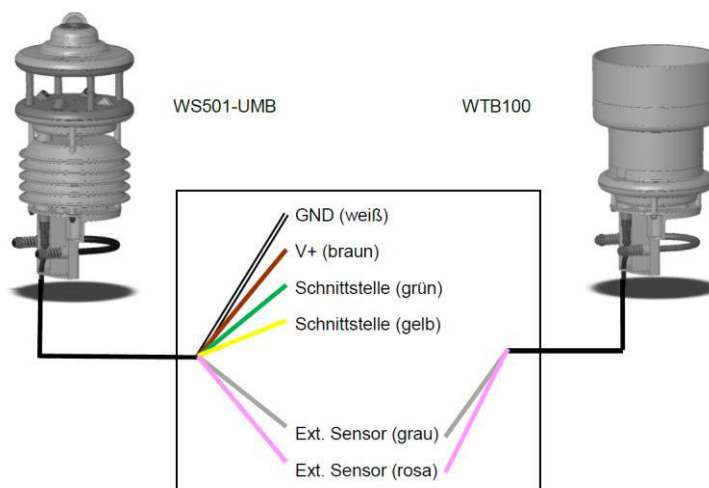 WS501-UMB
WTB100
GND (weiß)
V+ (braun)
Schnittstelle (grün)
Schnittstelle (gelb)
Ext. Sensor (grau)
Ext. Sensor (rosa)